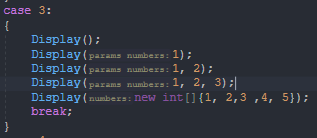 case 3:
{
Display();
Display(params numbers: 1);
Display(params numbers: 1, 2);
Display(params numbers: 1, 2, 3);
Display(numbers: new int[]{1, 2,3 ,4, 5});
break;
}